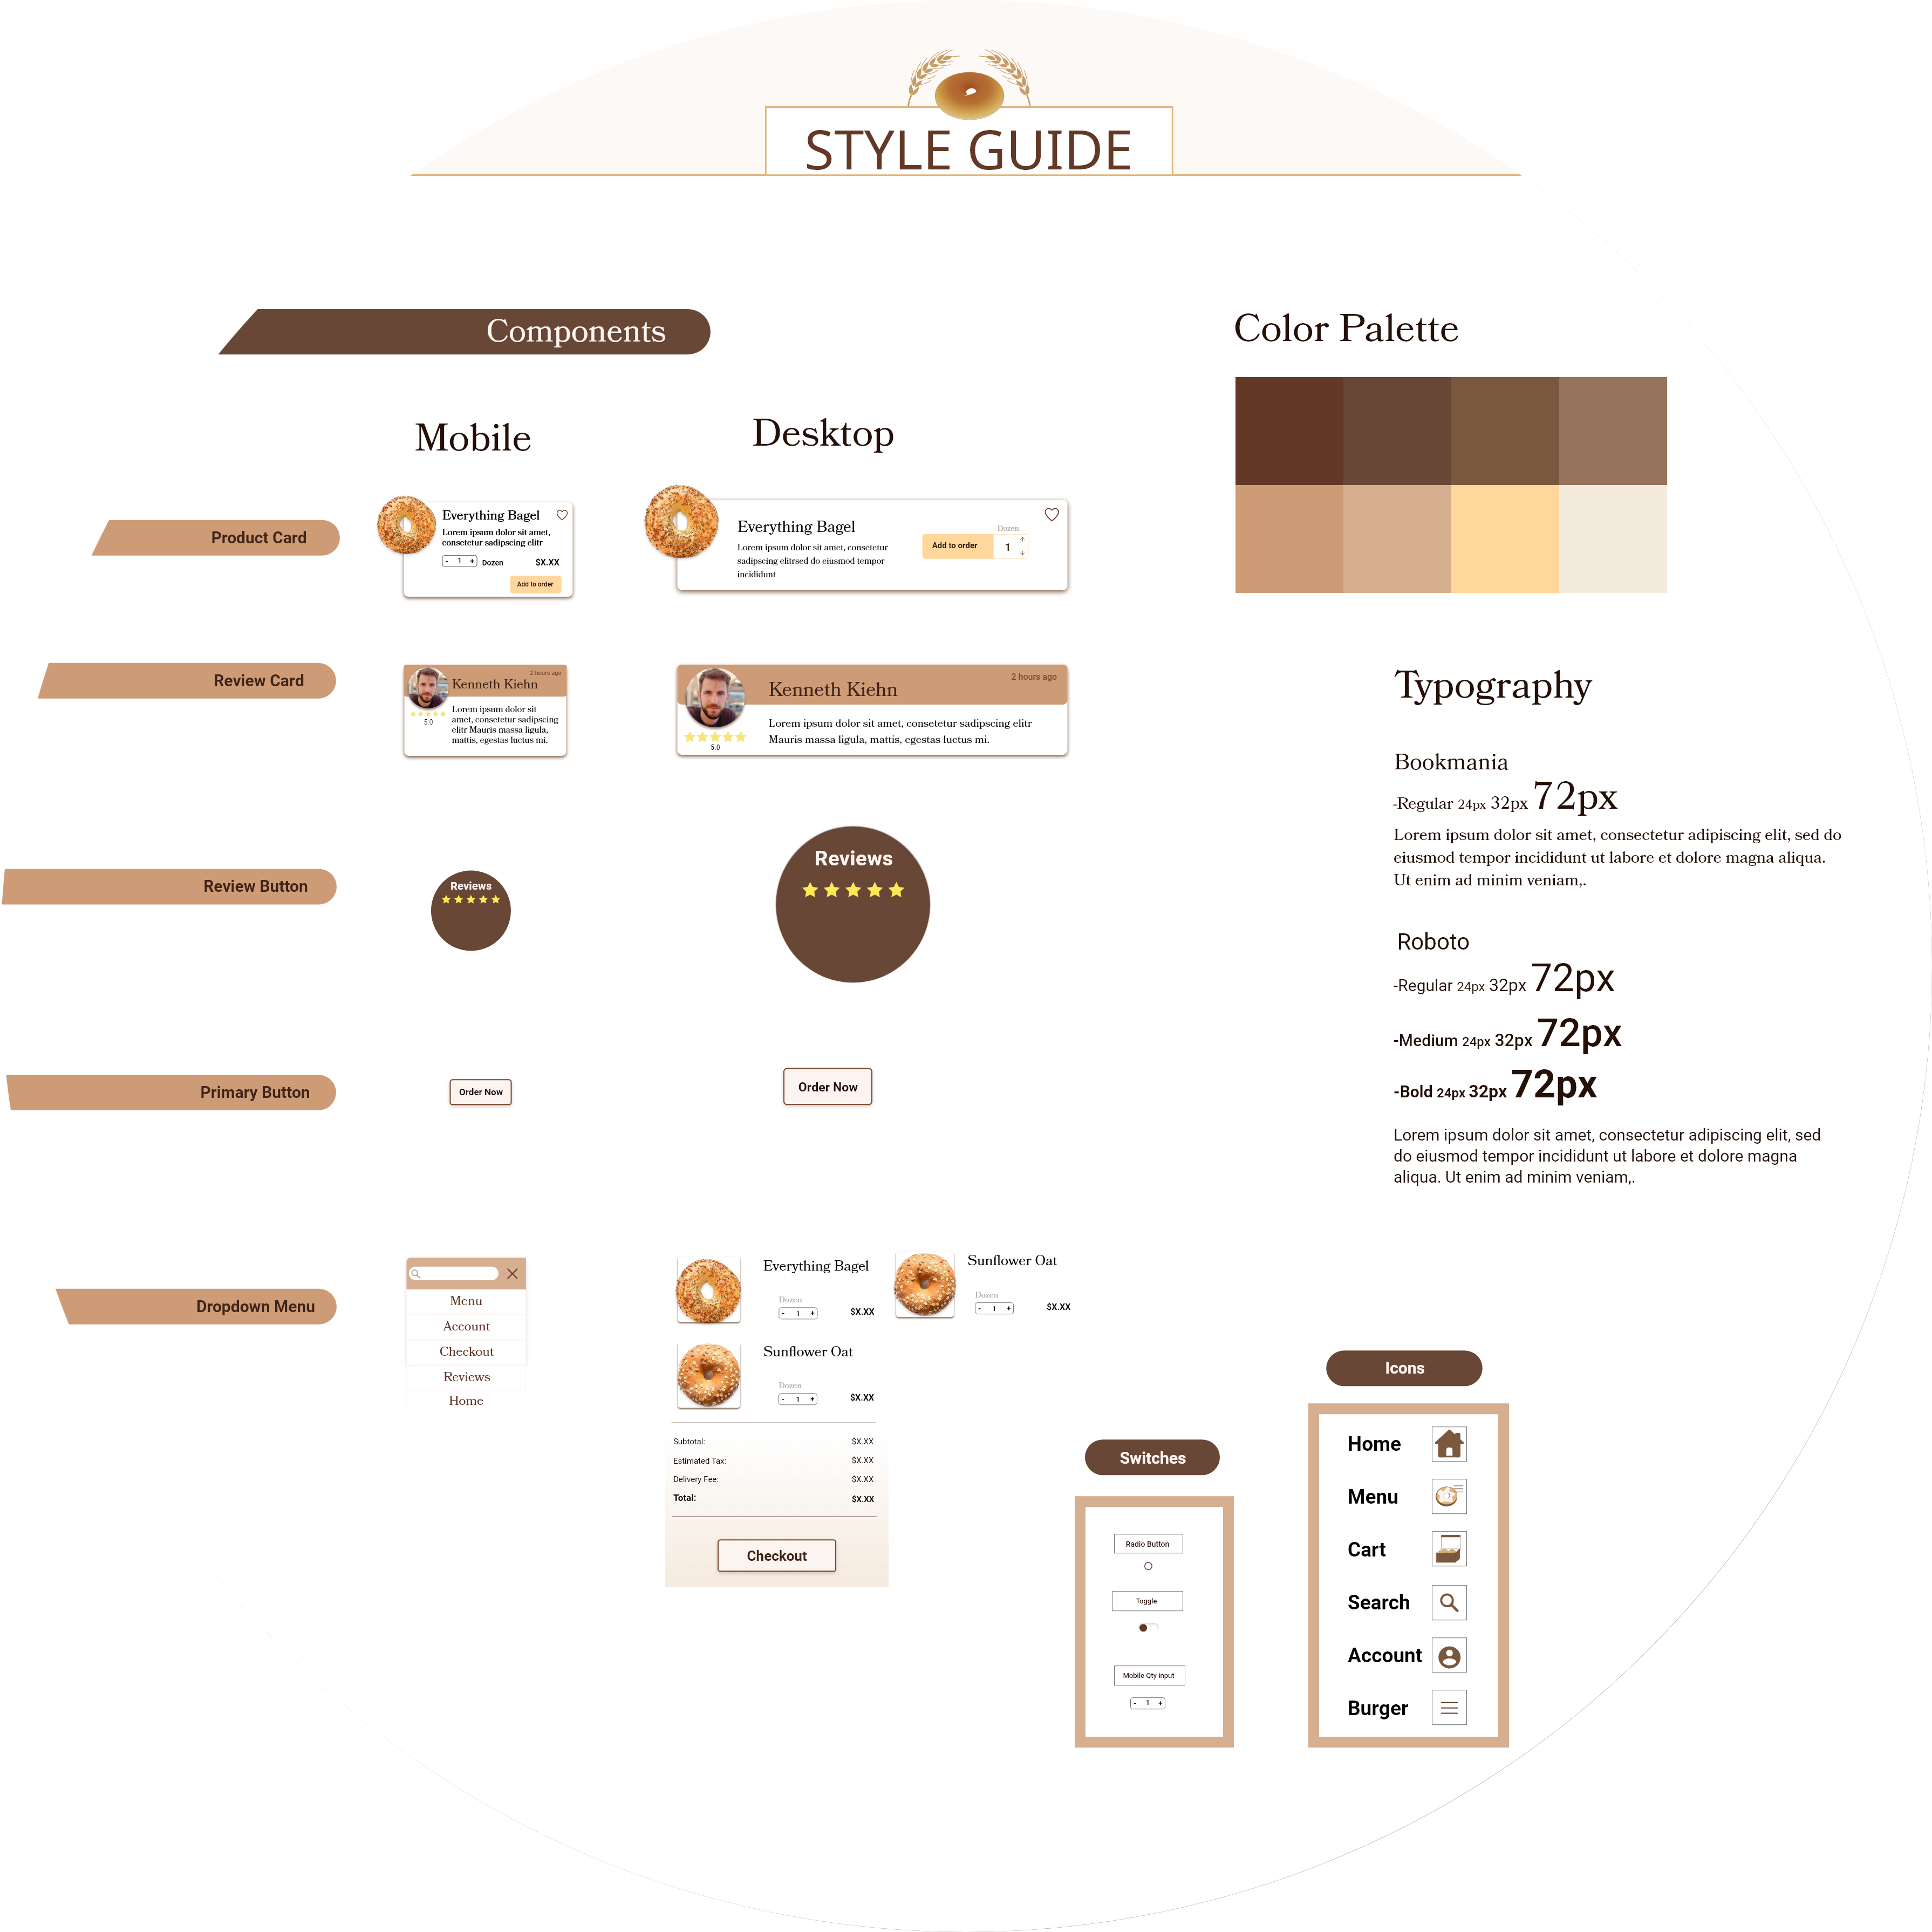 STYLE GUIDE
Components
Mobile
Desktop
Product Card
Everything Bagel
Lorem ipsum dolor sit amet,
consetetur sadipscing elitr
- 1 + Dozen $X.XX
Add to order
Everything Bagel
Lorem ipsum dolor sit amet, consetetur
sadipscing elitrsed do eiusmod tempor
incididunt
Dozen
Add to order 1
Review Card
2 hours ago
Kenneth Kiehn
5.0
Lorem ipsum dolor sit
amet, consetetur sadipscing
elitr Mauris massa ligula,
mattis, egestas luctus mi.
2 hours ago
Kenneth Kiehn
Lorem ipsum dolor sit amet, consetetur sadipscing elitr
Mauris massa ligula, mattis, egestas luctus mi.
5.0
Review Button
Reviews
Reviews
Primary Button
Order Now
Order Now
Dropdown Menu
Menu
Account
Checkout
Reviews
Home
Everything Bagel
Dozen
- 1 + $X.XX
Sunflower Oat
Dozen
- 1 + $X.XX
Sunflower Oat
Dozen
- 1 + $X.XX
Subtotal: $X.XX
Estimated Tax: $X.XX
Delivery Fee: $X.XX
Total: $X.XX
Checkout
Color Palette
Typography
Bookmania
-Regular 24px 32px 72px
Lorem ipsum dolor sit amet, consectetur adipiscing elit, sed do
eiusmod tempor incididunt ut labore et dolore magna aliqua.
Ut enim ad minim veniam,.
Roboto
-Regular 24px 32px 72px
-Medium 24px 32px 72px
-Bold 24px 32px 72px
Lorem ipsum dolor sit amet, consectetur adipiscing elit, sed
do eiusmod tempor incididunt ut labore et dolore magna
aliqua. Ut enim ad minim veniam,.
Switches
Radio Button
Toggle
Mobile Qty input
- 1 +
Icons
Home
Menu
Cart
Search
Account
Burger